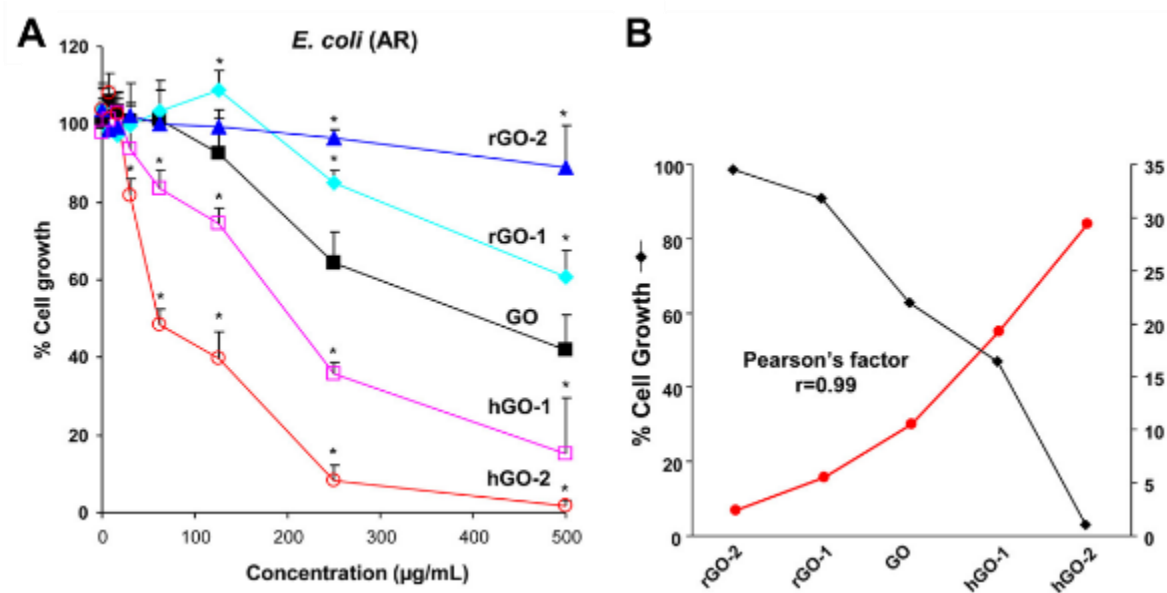 A
E. coli (AR)
120
100
80
60
40
20
0
% Cell growth
0
100
200
300
400
500
Concentration (µg/mL)
rGO-2
rGO-1
GO
hGO-1
hGO-2
* * * * * * * * * * * * * * * *
B
100
80
60
40
20
0
% Cell Growth
Pearson's factor
r=0.99
35
30
25
20
15
10
5
0
rGO-2
rGO-1
GO
hGO-1
hGO-2